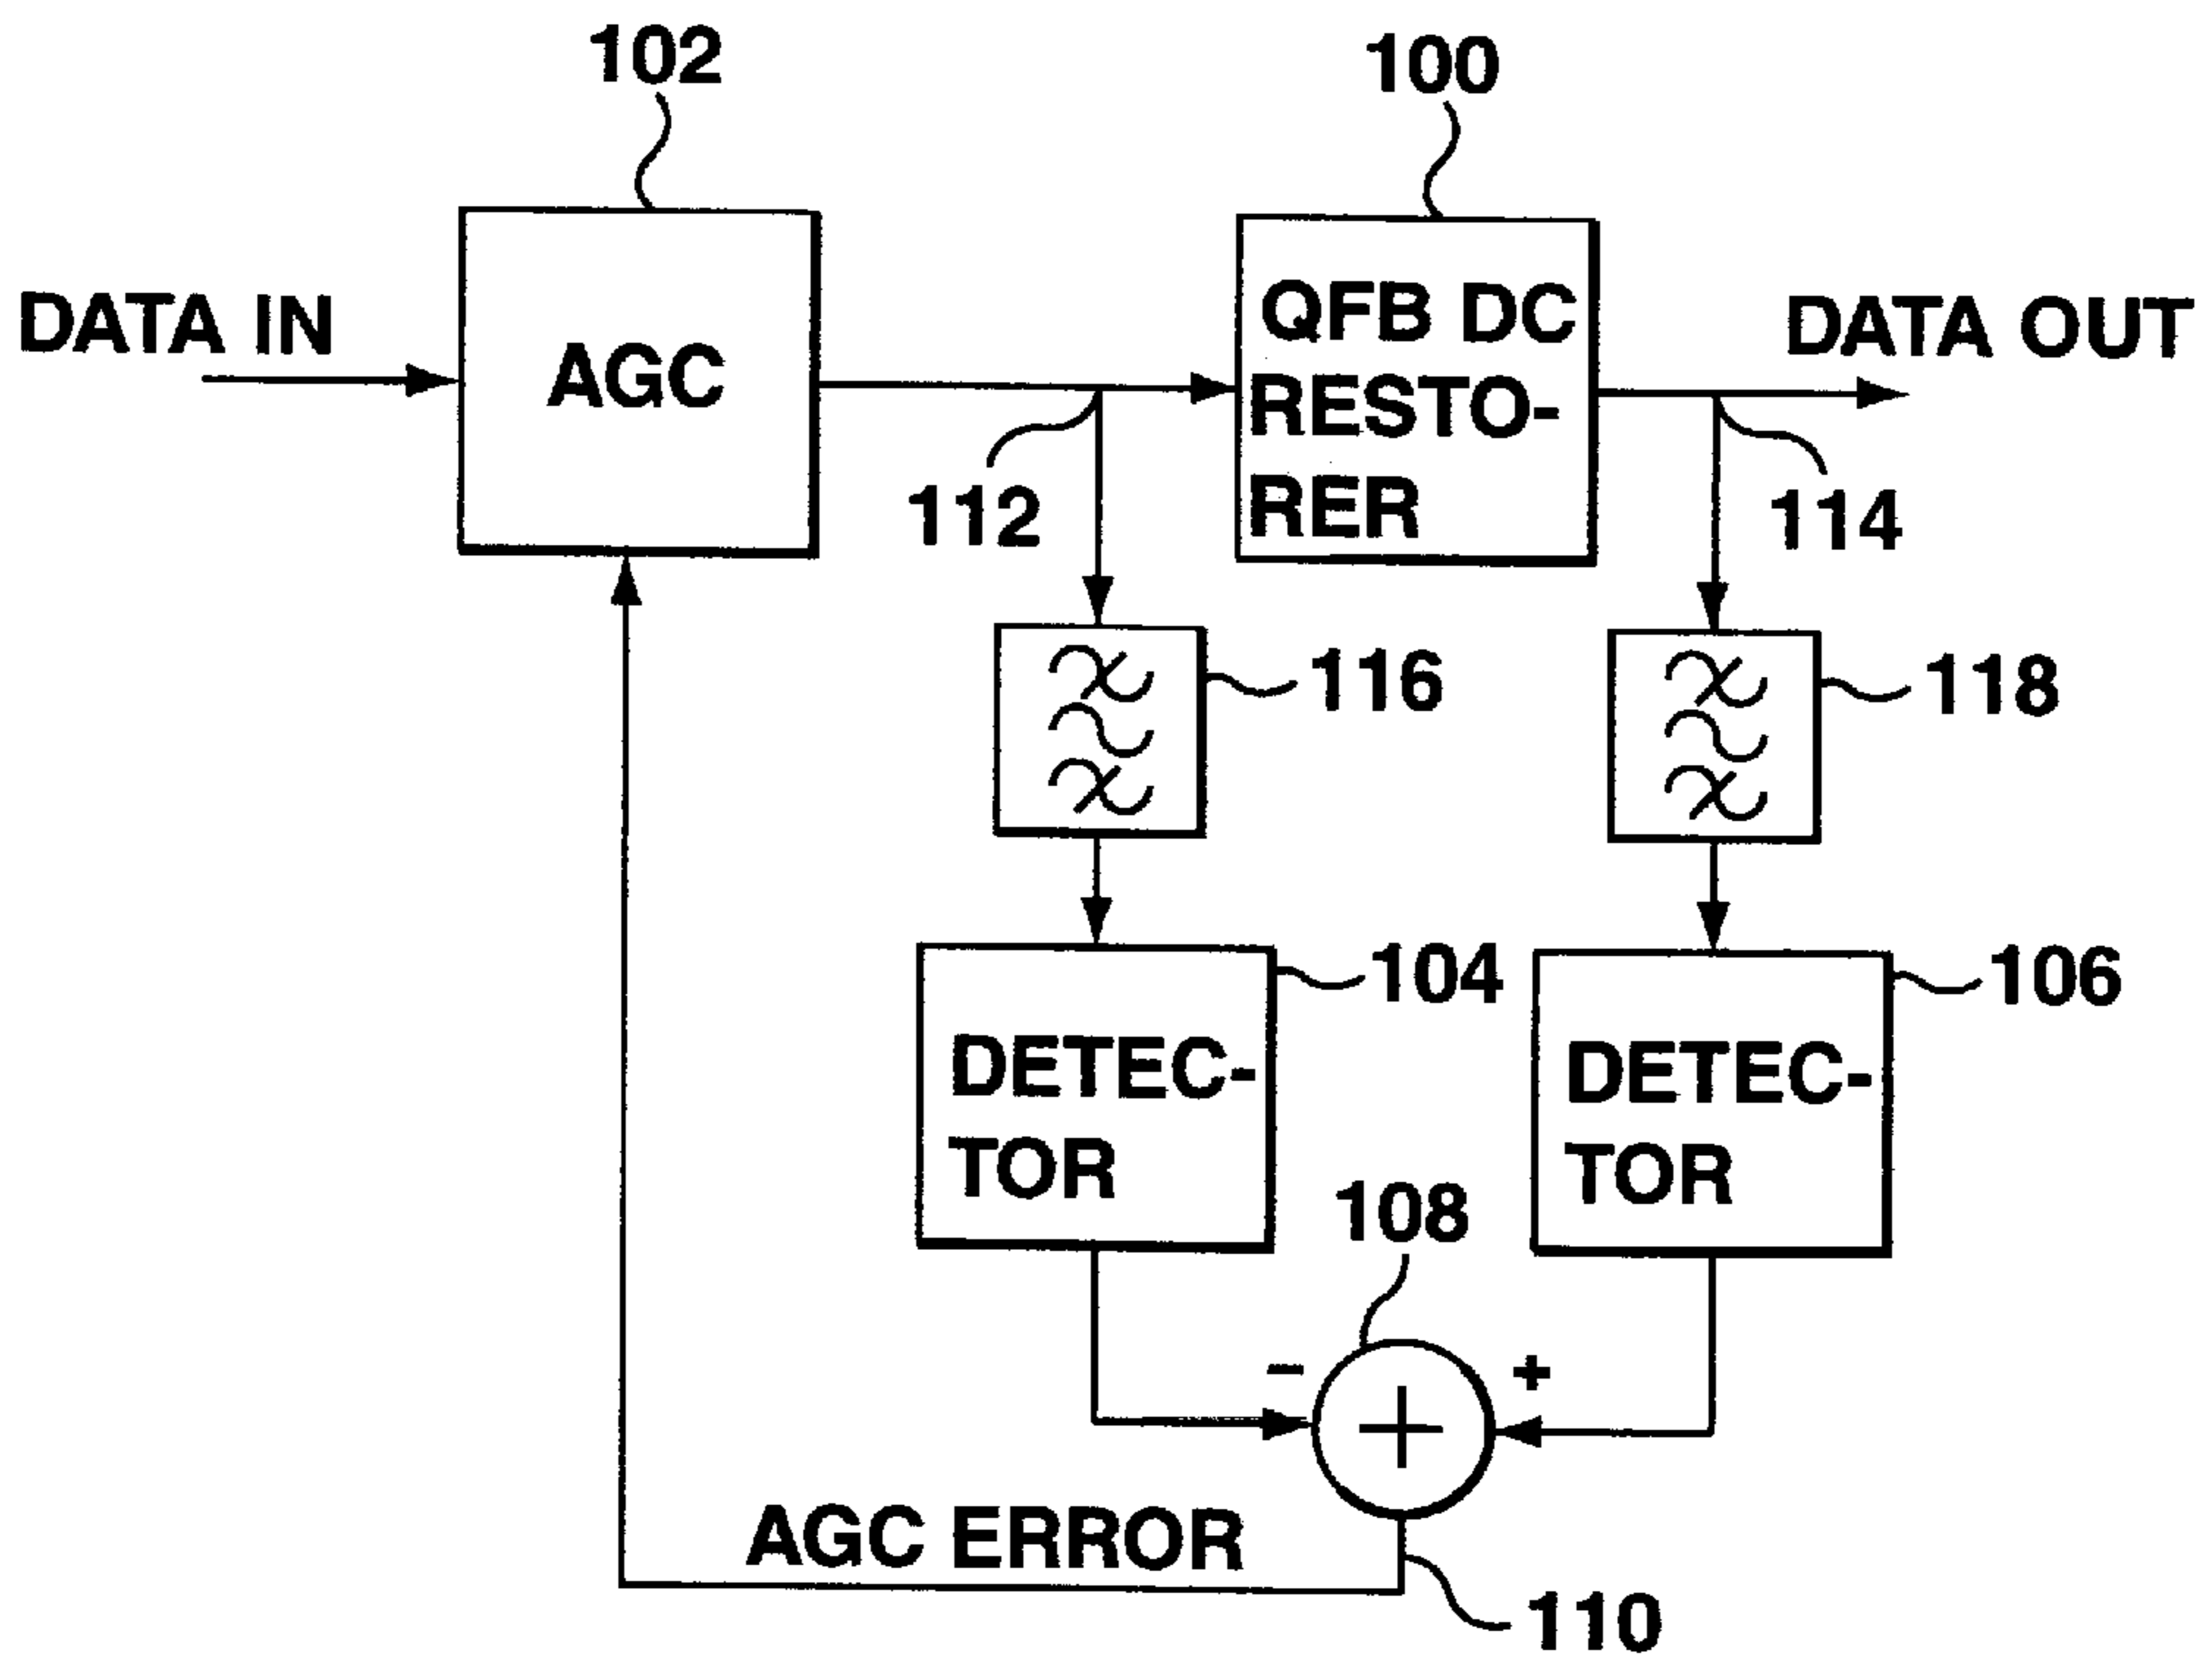 102
100
DATA IN
AGC
QFB DC
RESTO-
RER
DATA OUT
112
114
116
118
104
106
DETEC-
TOR
DETEC-
TOR
108
-
+
+
AGC ERROR
110